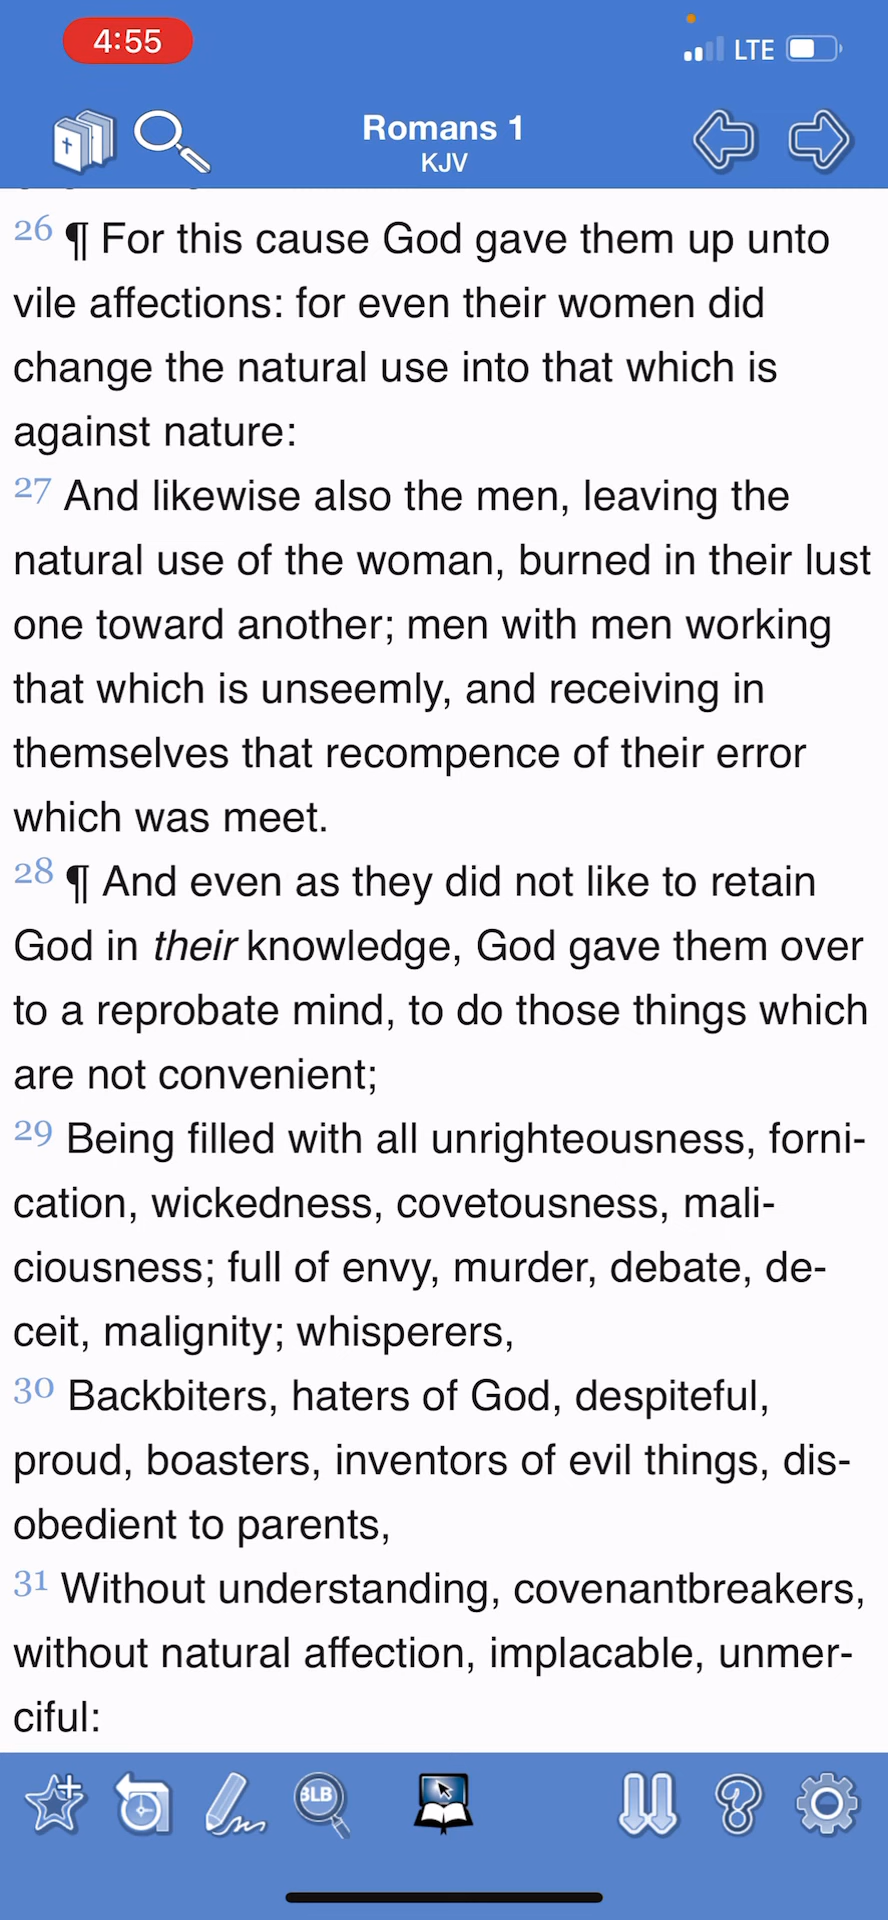 4:55
LTE
Romans 1
KJV
26 ¶ For this cause God gave them up unto
vile affections: for even their women did
change the natural use into that which is
against nature:
27 And likewise also the men, leaving the
natural use of the woman, burned in their lust
one toward another; men with men working
that which is unseemly, and receiving in
themselves that recompence of their error
which was meet.
28 ¶ And even as they did not like to retain
God in their knowledge, God gave them over
to a reprobate mind, to do those things which
are not convenient;
29 Being filled with all unrighteousness, forni-
cation, wickedness, covetousness, mali-
ciousness; full of envy, murder, debate, de-
ceit, malignity; whisperers,
30 Backbiters, haters of God, despiteful,
proud, boasters, inventors of evil things, dis-
obedient to parents,
31 Without understanding, covenantbreakers,
without natural affection, implacable, unmer-
ciful:
BLB